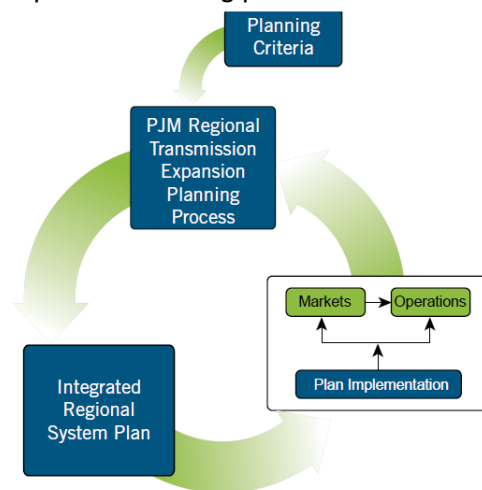 Planning
Criteria
PJM Regional
Transmission
Expansion
Planning
Process
Markets
Operations
Plan Implementation
Integrated
Regional
System Plan